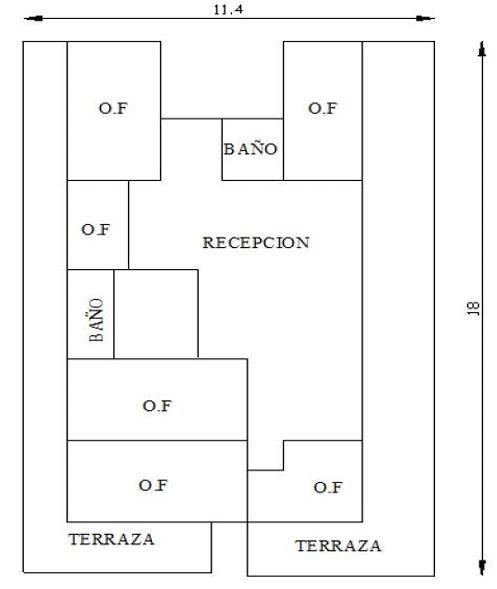 11.4
O.F
O.F
BAÑO
O.F
RECEPCION
18
BAÑO
O.F
O.F
O.F
TERRAZA
TERRAZA